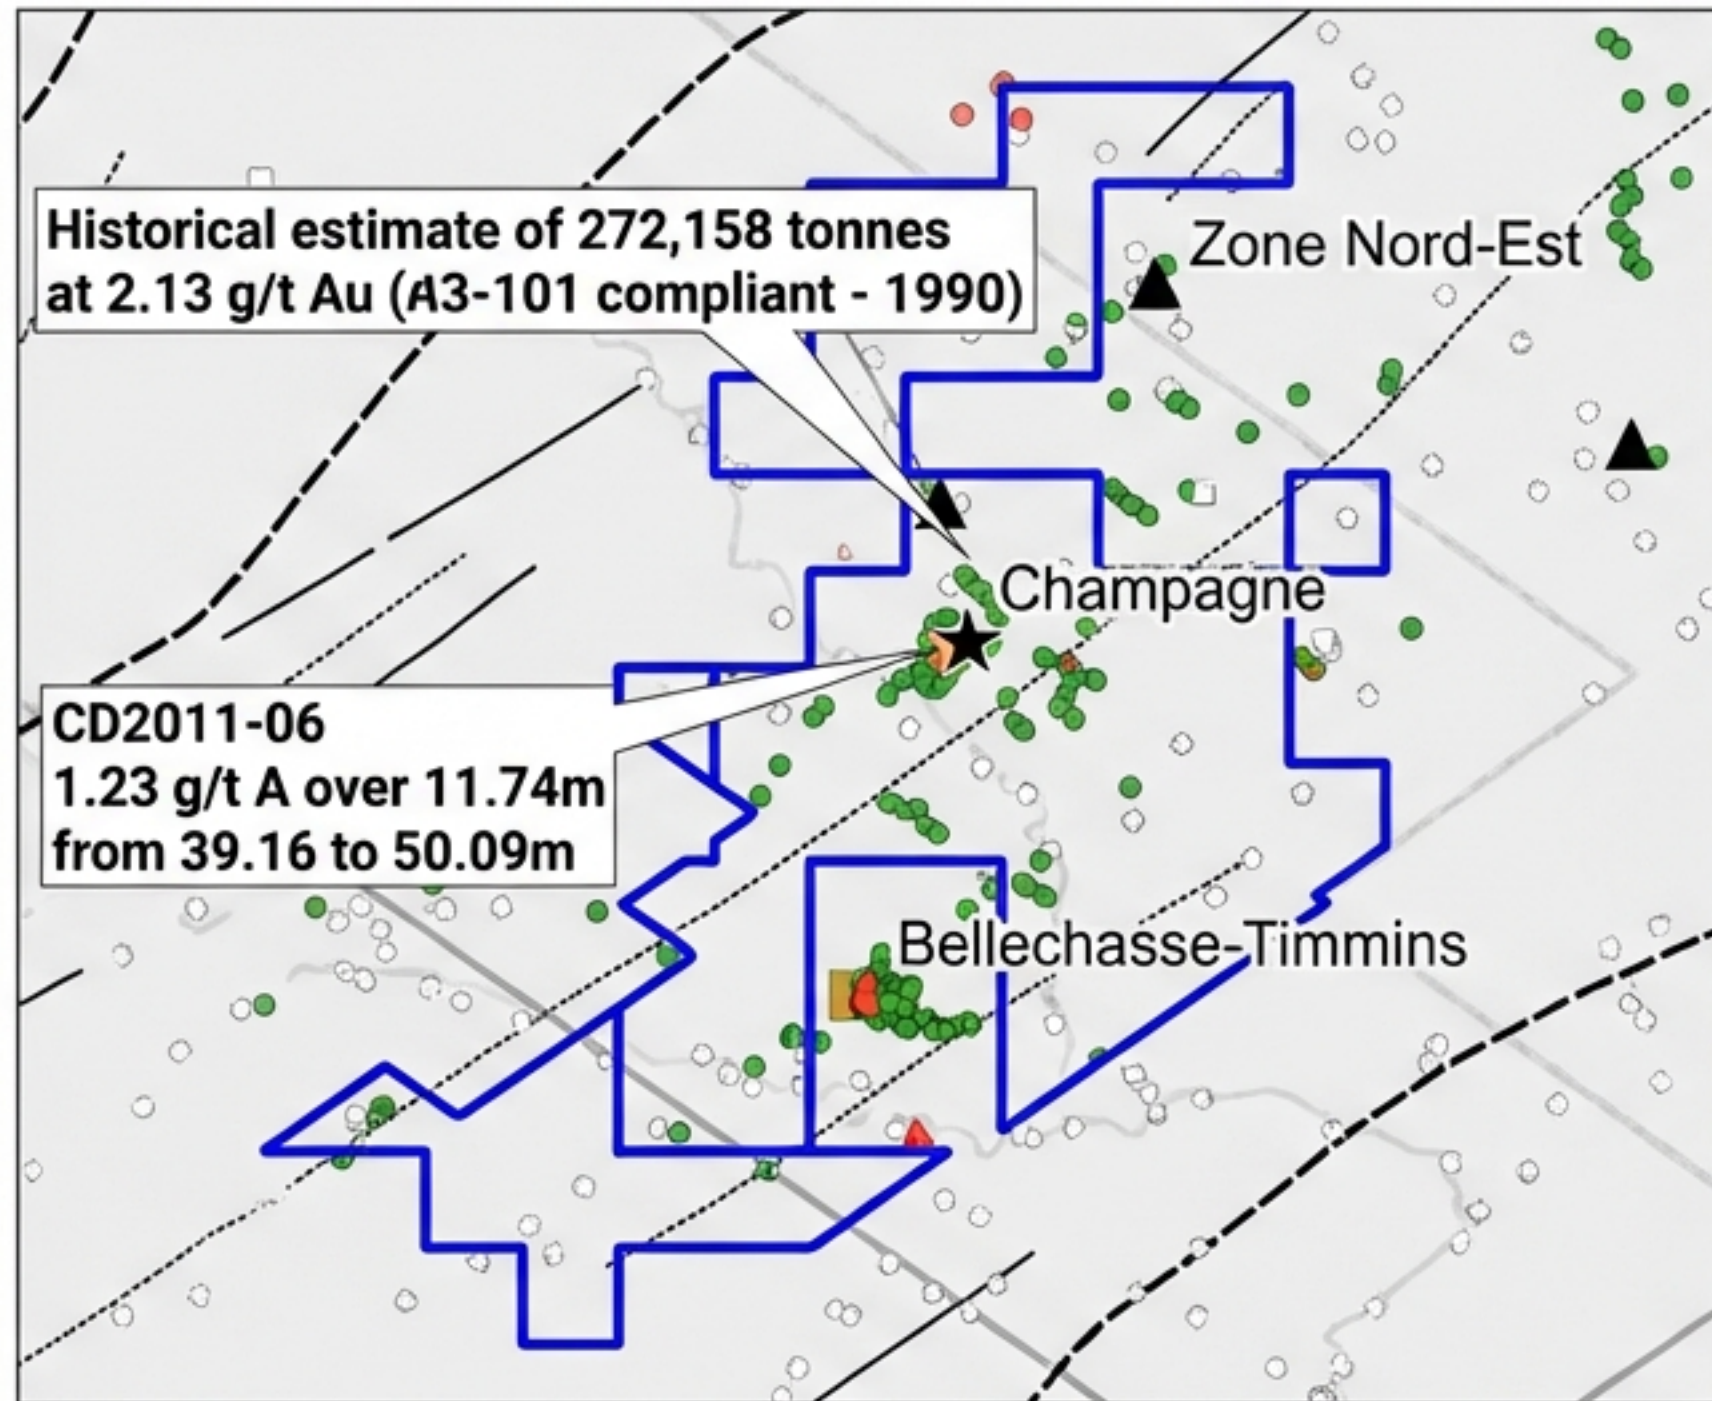 Historical estimate of 272,158 tonnes
at 2.13 g/t Au (A3-101 compliant - 1990)
Zone Nord-Est
Champagne
CD2011-06
1.23 g/t A over 11.74m
from 39.16 to 50.09m
Bellechasse-Timmins